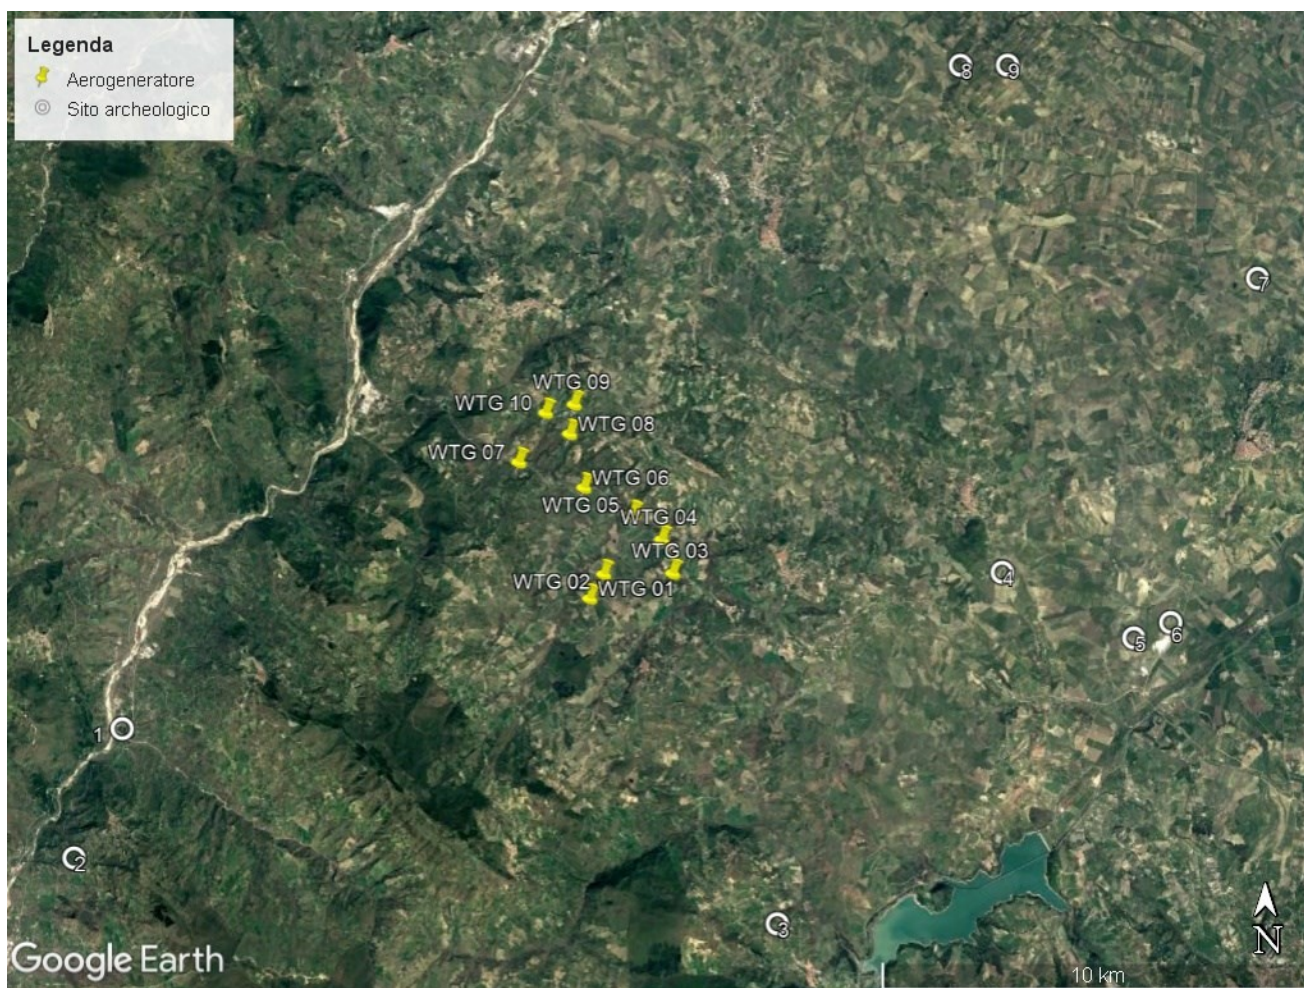 Legenda
Aerogeneratore
Sito archeologico
8
9
7
WTG 09
WTG 10
WTG 08
WTG 07
WTG 06
WTG 05
WTG 04
WTG 03
WTG 02
WTG 01
4
5
6
1
2
3
Google Earth
N
10 km